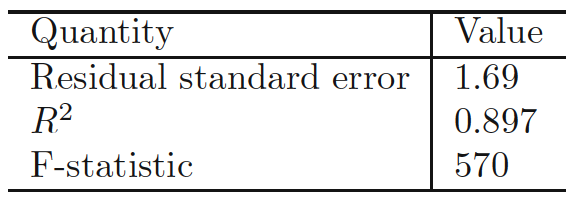 Quantity Value
Residual standard error 1.69
R² 0.897
F-statistic 570